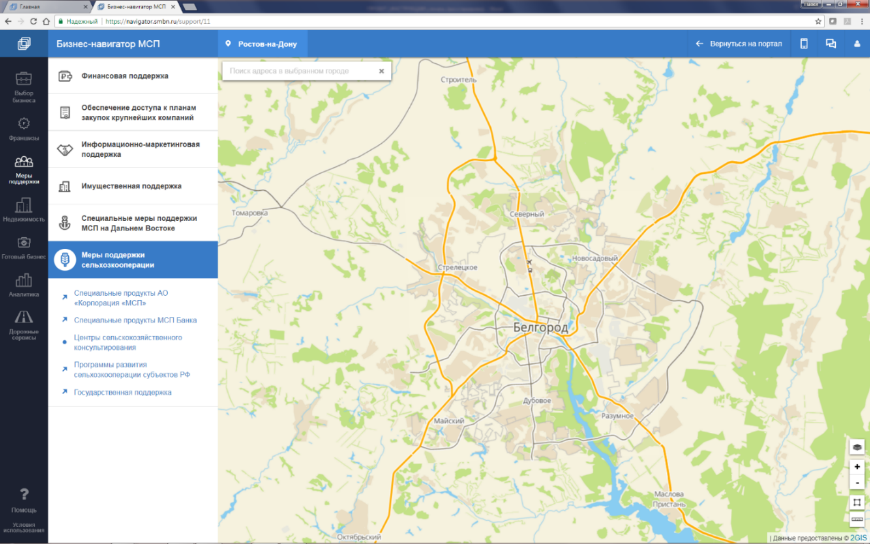 Главная
Бизнес-навигатор МСП
Надежный
https://navigator.smbn.ru/support/11
Бизнес-навигатор МСП
Ростов-на-Дону
Вернуться на портал
Поиск адреса в выбранном городе
Выбор
бизнеса
Франшизы
Меры
поддержки
Недвижимость
Готовый бизнес
Аналитика
Дорожные
сервисы
Помощь
Условия
использования
Финансовая поддержка
Обеспечение доступа к планам
закупок крупнейших компаний
Информационно-маркетинговая
поддержка
Имущественная поддержка
Специальные меры поддержки
МСП на Дальнем Востоке
Меры поддержки
сельхозкооперации
Специальные продукты АО
«Корпорация «МСП»
Специальные продукты МСП Банка
Центры сельскохозяйственного
консультирования
Программы развития
сельхозкооперации субъектов РФ
Государственная поддержка
Строитель
Томаровка
Северный
Стрелецкое
Новосадовый
Белгород
Дубовое
Майский
Разумное
Маслова
Пристань
Октябрьский
+
-
Данные предоставлены © 2GIS